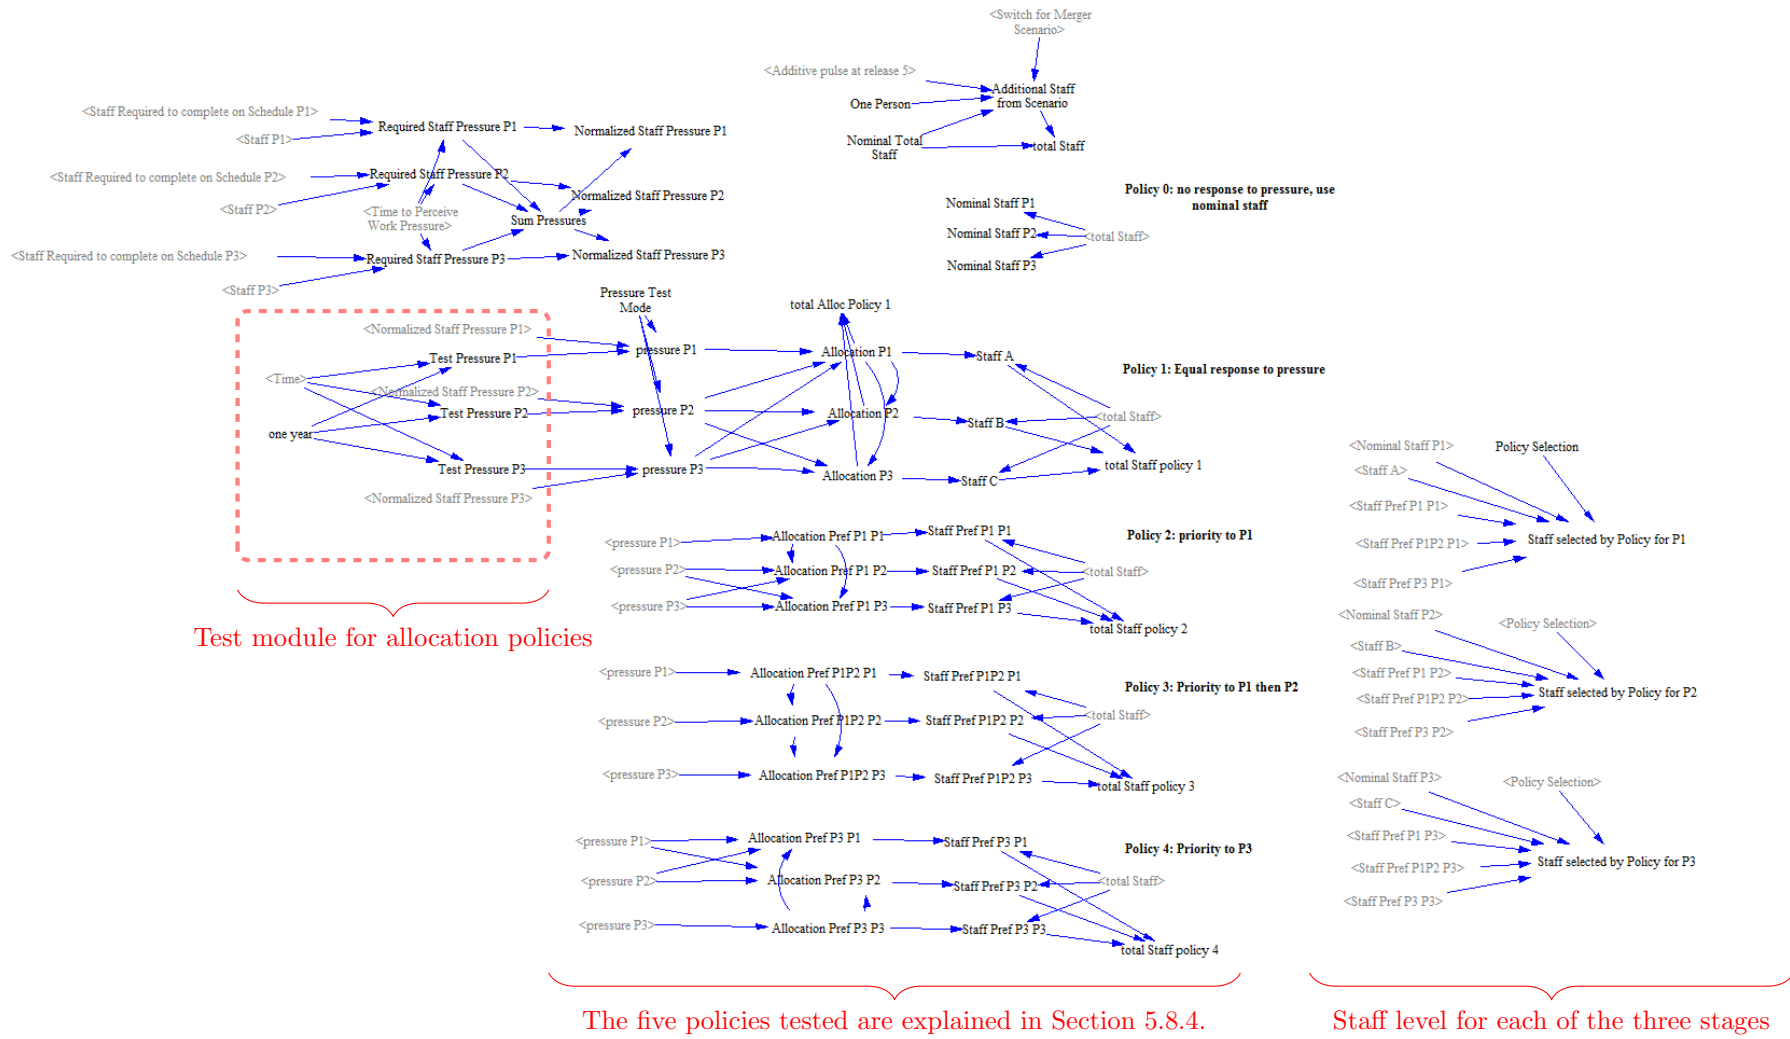 <Switch for Merger
Scenario>
<Additive pulse at release 5>
Additional Staff
from Scenario
One Person
Nominal Total
Staff
total Staff
<Staff Required to complete on Schedule P1>
<Staff P1>
Required Staff Pressure P1
Normalized Staff Pressure P1
<Staff Required to complete on Schedule P2>
<Staff P2>
Required Staff Pressure P2
Normalized Staff Pressure P2
<Time to Perceive
Work Pressure>
Sum Pressures
<Staff Required to complete on Schedule P3>
<Staff P3>
Required Staff Pressure P3
Normalized Staff Pressure P3
Policy 0: no response to pressure, use
nominal staff
Nominal Staff P1
Nominal Staff P2
Nominal Staff P3
<total Staff>
Pressure Test
Mode
total Alloc Policy 1
<Normalized Staff Pressure P1>
Test Pressure P1
pressure P1
Allocation P1
Staff A
Policy 1: Equal response to pressure
<Time>
<Normalized Staff Pressure P2>
Test Pressure P2
pressure P2
Allocation P2
Staff B
<total Staff>
one year
Test Pressure P3
pressure P3
Allocation P3
Staff C
total Staff policy 1
<Normalized Staff Pressure P3>
Test module for allocation policies
<pressure P1>
<pressure P2>
<pressure P3>
Allocation Pref P1 P1
Allocation Pref P1 P2
Allocation Pref P1 P3
Staff Pref P1 P1
Staff Pref P1 P2
Staff Pref P1 P3
Policy 2: priority to P1
<total Staff>
total Staff policy 2
<pressure P1>
<pressure P2>
<pressure P3>
Allocation Pref P1P2 P1
Allocation Pref P1P2 P2
Allocation Pref P1P2 P3
Staff Pref P1P2 P1
Staff Pref P1P2 P2
Staff Pref P1P2 P3
Policy 3: Priority to P1 then P2
<total Staff>
total Staff policy 3
<pressure P1>
<pressure P2>
<pressure P3>
Allocation Pref P3 P1
Allocation Pref P3 P2
Allocation Pref P3 P3
Staff Pref P3 P1
Staff Pref P3 P2
Staff Pref P3 P3
Policy 4: Priority to P3
<total Staff>
total Staff policy 4
The five policies tested are explained in Section 5.8.4.
<Nominal Staff P1>
Policy Selection
<Staff A>
<Staff Pref P1 P1>
<Staff Pref P1P2 P1>
<Staff Pref P3 P1>
Staff selected by Policy for P1
<Nominal Staff P2>
<Policy Selection>
<Staff B>
<Staff Pref P1 P2>
<Staff Pref P1P2 P2>
<Staff Pref P3 P2>
Staff selected by Policy for P2
<Nominal Staff P3>
<Policy Selection>
<Staff C>
<Staff Pref P1 P3>
<Staff Pref P1P2 P3>
<Staff Pref P3 P3>
Staff selected by Policy for P3
Staff level for each of the three stages